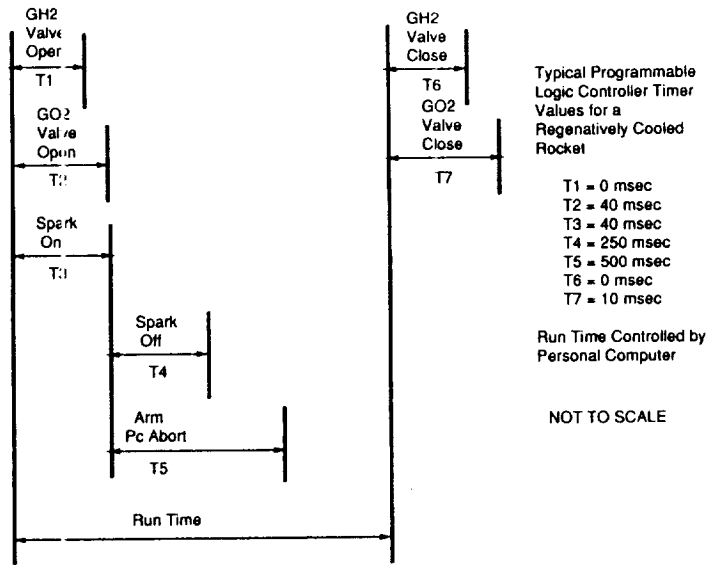 GH2
Valve
Open
T1
GO2
Valve
Open
T2
Spark
On
T3
Spark
Off
T4
Arm
Pc Abort
T5
Run Time
GH2
Valve
Close
T6
GO2
Valve
Close
T7
Typical Programmable
Logic Controller Timer
Values for a
Regenatively Cooled
Rocket
T1 = 0 msec
T2 = 40 msec
T3 = 40 msec
T4 = 250 msec
T5 = 500 msec
T6 = 0 msec
T7 = 10 msec
Run Time Controlled by
Personal Computer
NOT TO SCALE